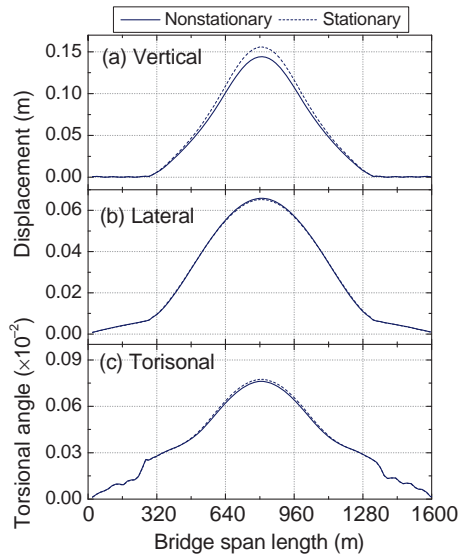 Nonstationary
Stationary
(a) Vertical
0.15
0.10
0.05
0.00
Displacement (m)
(b) Lateral
0.06
0.04
0.02
0.00
(c) Torisonal
0.09
0.06
0.03
0.00
Torsional angle (×10⁻²)
0 320 640 960 1280 1600
Bridge span length (m)